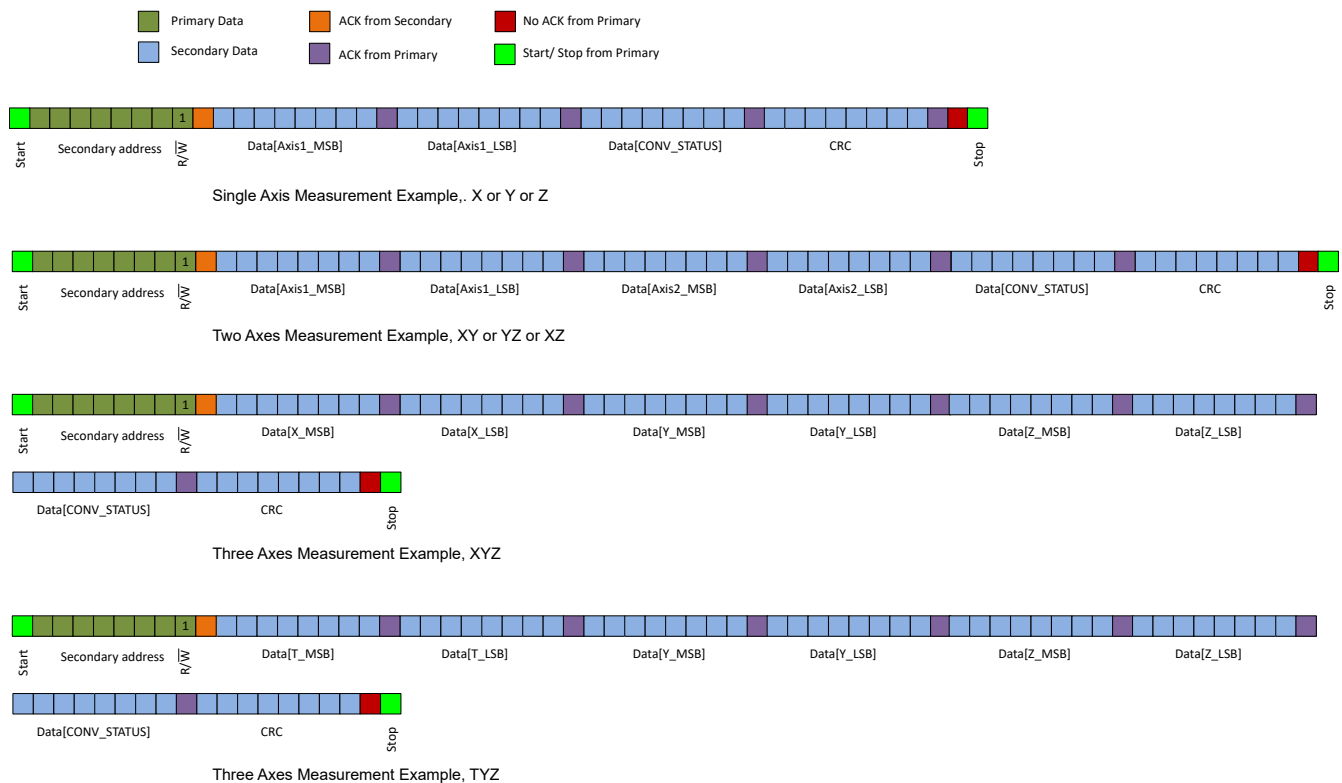 Primary Data ACK from Secondary No ACK from Primary
Secondary Data ACK from Primary Start/ Stop from Primary
1
Start Secondary address R/W Data[Axis1_MSB] Data[Axis1_LSB] Data[CONV_STATUS] CRC Stop
Single Axis Measurement Example,. X or Y or Z
1
Start Secondary address R/W Data[Axis1_MSB] Data[Axis1_LSB] Data[Axis2_MSB] Data[Axis2_LSB] Data[CONV_STATUS] CRC Stop
Two Axes Measurement Example, XY or YZ or XZ
1
Start Secondary address R/W Data[X_MSB] Data[X_LSB] Data[Y_MSB] Data[Y_LSB] Data[Z_MSB] Data[Z_LSB]
Data[CONV_STATUS] CRC Stop
Three Axes Measurement Example, XYZ
1
Start Secondary address R/W Data[T_MSB] Data[T_LSB] Data[Y_MSB] Data[Y_LSB] Data[Z_MSB] Data[Z_LSB]
Data[CONV_STATUS] CRC Stop
Three Axes Measurement Example, TYZ